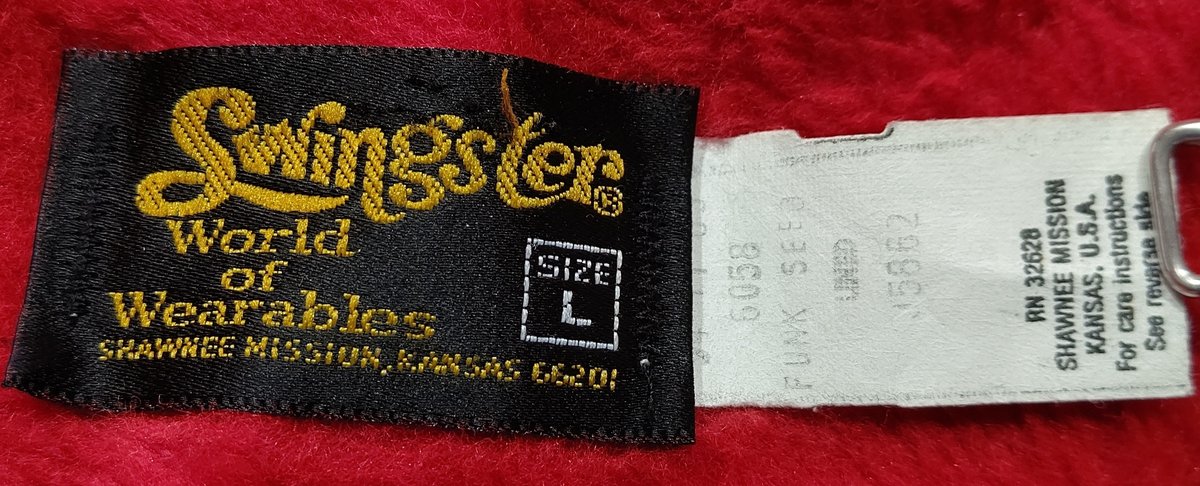 Swingster®
World
of
Wearables
SHAWNEE MISSION, KANSAS 66201
SIZE
L
6058
FUNK SEED
RN 32628
SHAWNEE MISSION
KANSAS, U.S.A.
For care instructions
See reverse side